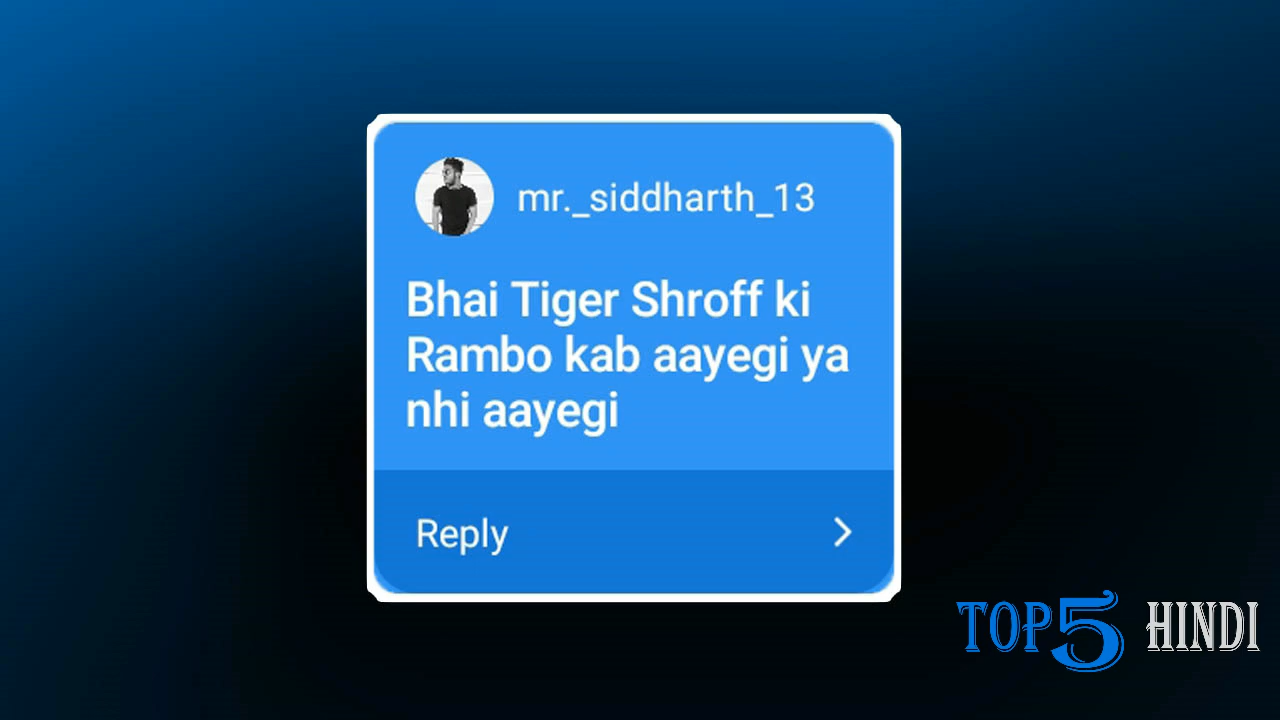 mr._siddharth_13
Bhai Tiger Shroff ki
Rambo kab aayegi ya
nhi aayegi
Reply
TOP5 HINDI